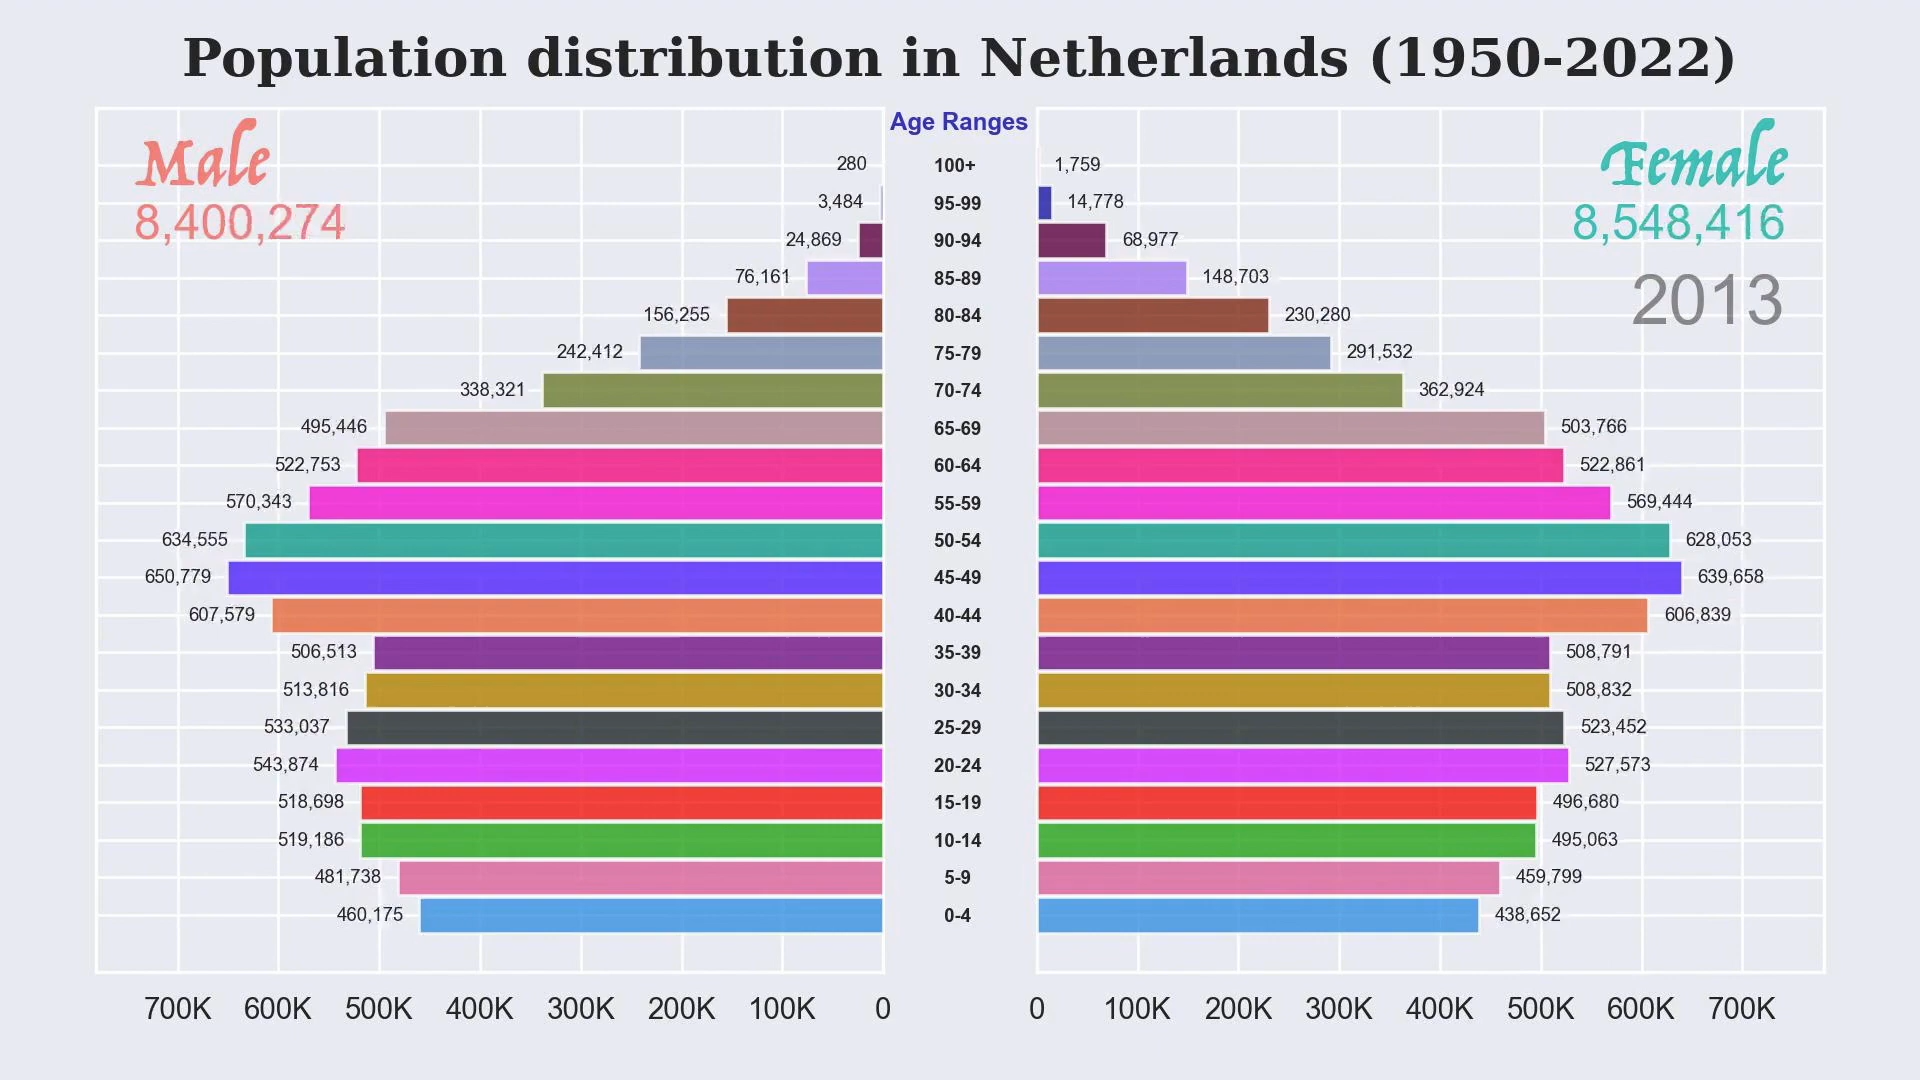 Population distribution in Netherlands (1950-2022)
Male
8,400,274
Age Ranges
Female
8,548,416
2013
280 100+ 1,759
3,484 95-99 14,778
24,869 90-94 68,977
76,161 85-89 148,703
156,255 80-84 230,280
242,412 75-79 291,532
338,321 70-74 362,924
495,446 65-69 503,766
522,753 60-64 522,861
570,343 55-59 569,444
634,555 50-54 628,053
650,779 45-49 639,658
607,579 40-44 606,839
506,513 35-39 508,791
513,816 30-34 508,832
533,037 25-29 523,452
543,874 20-24 527,573
518,698 15-19 496,680
519,186 10-14 495,063
481,738 5-9 459,799
460,175 0-4 438,652
700K 600K 500K 400K 300K 200K 100K 0 0 100K 200K 300K 400K 500K 600K 700K